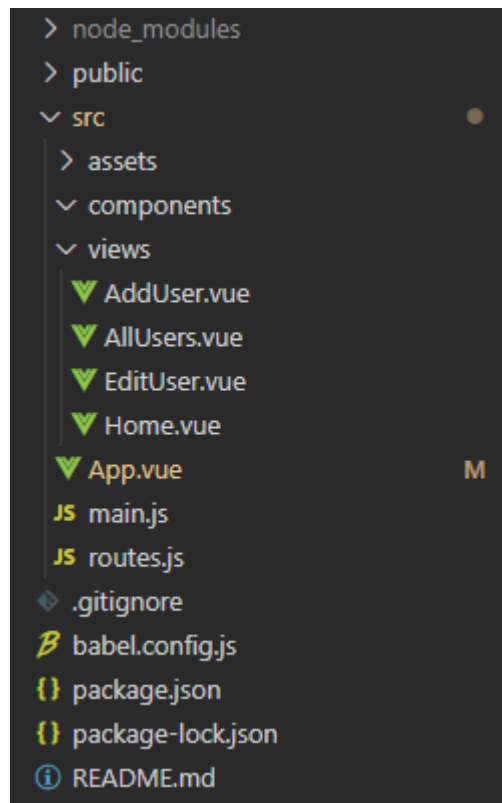 node_modules
public
src
assets
components
views
AddUser.vue
AllUsers.vue
EditUser.vue
Home.vue
App.vue M
JS main.js
JS routes.js
.gitignore
B babel.config.js
{} package.json
{} package-lock.json
README.md